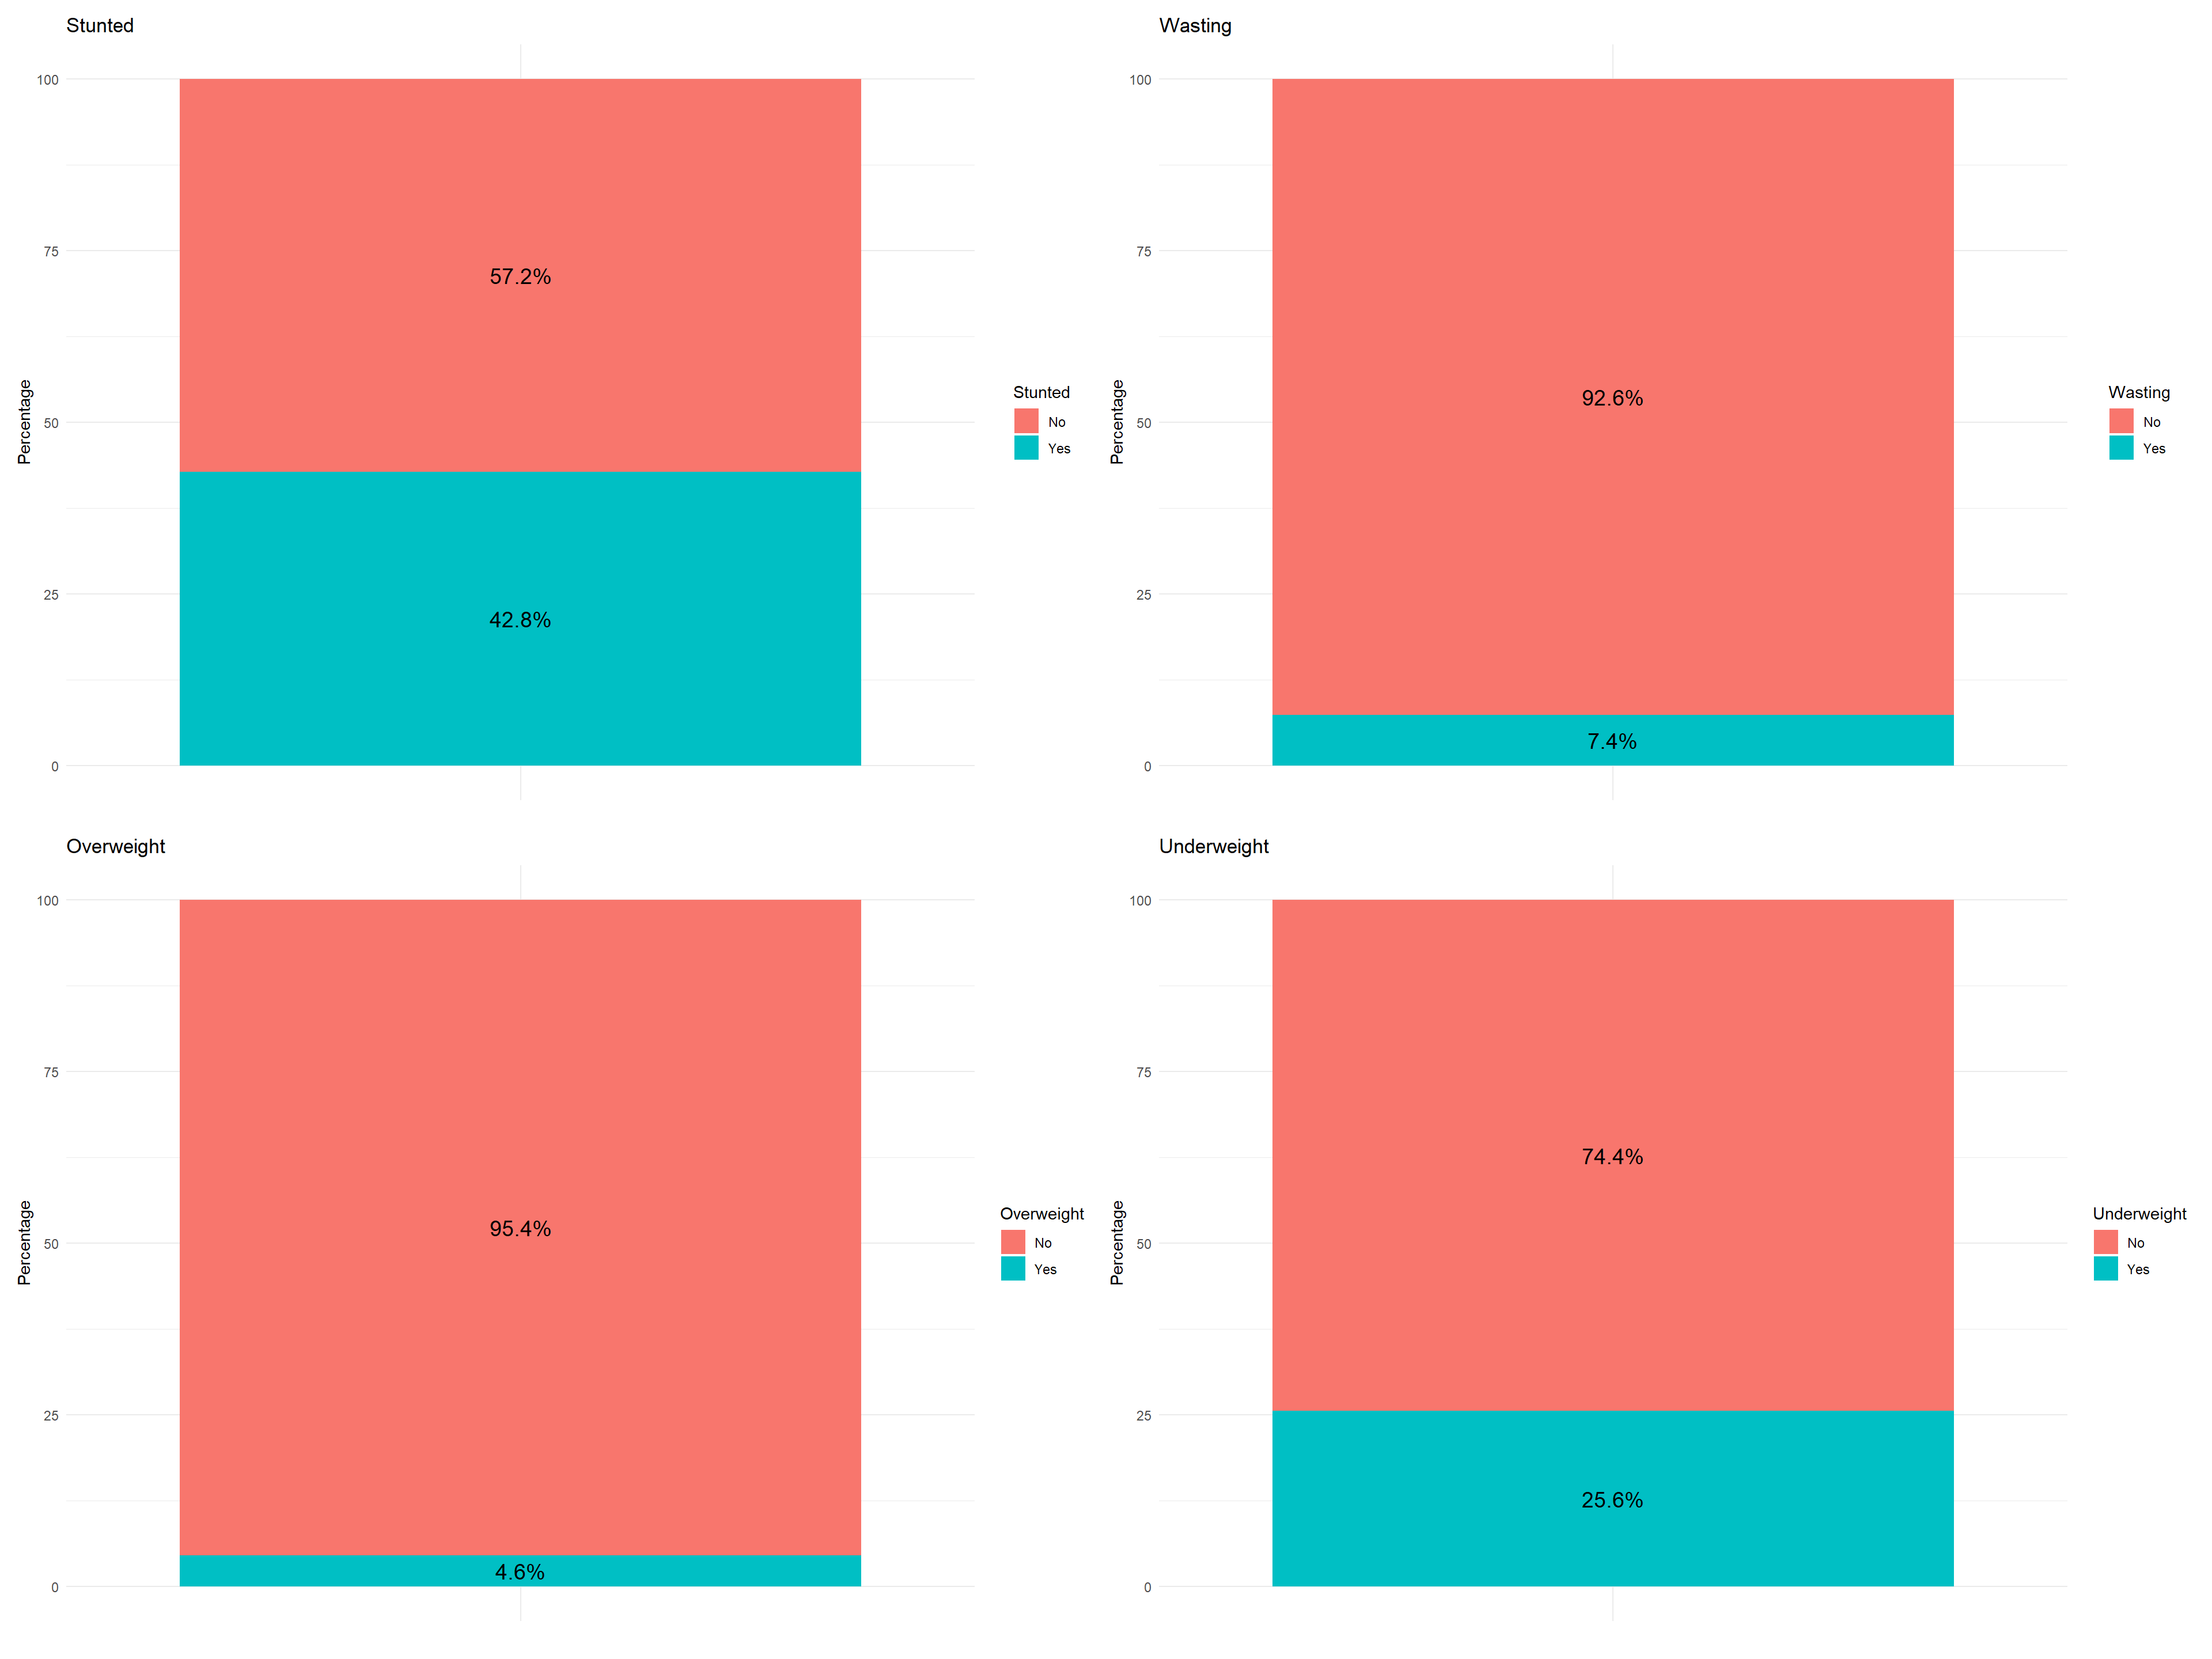 Stunted
100
75
50
25
0
Percentage
57.2%
42.8%
Stunted
No
Yes
Wasting
100
75
50
25
0
Percentage
92.6%
7.4%
Wasting
No
Yes
Overweight
100
75
50
25
0
Percentage
95.4%
4.6%
Overweight
No
Yes
Underweight
100
75
50
25
0
Percentage
74.4%
25.6%
Underweight
No
Yes